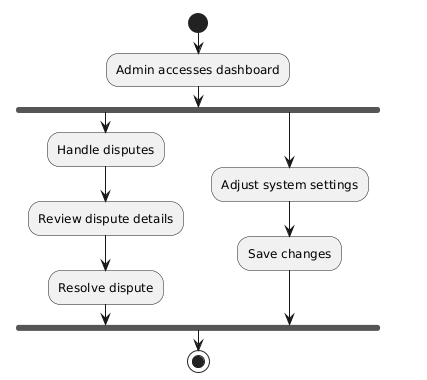 Admin accesses dashboard
Handle disputes
Review dispute details
Resolve dispute
Adjust system settings
Save changes